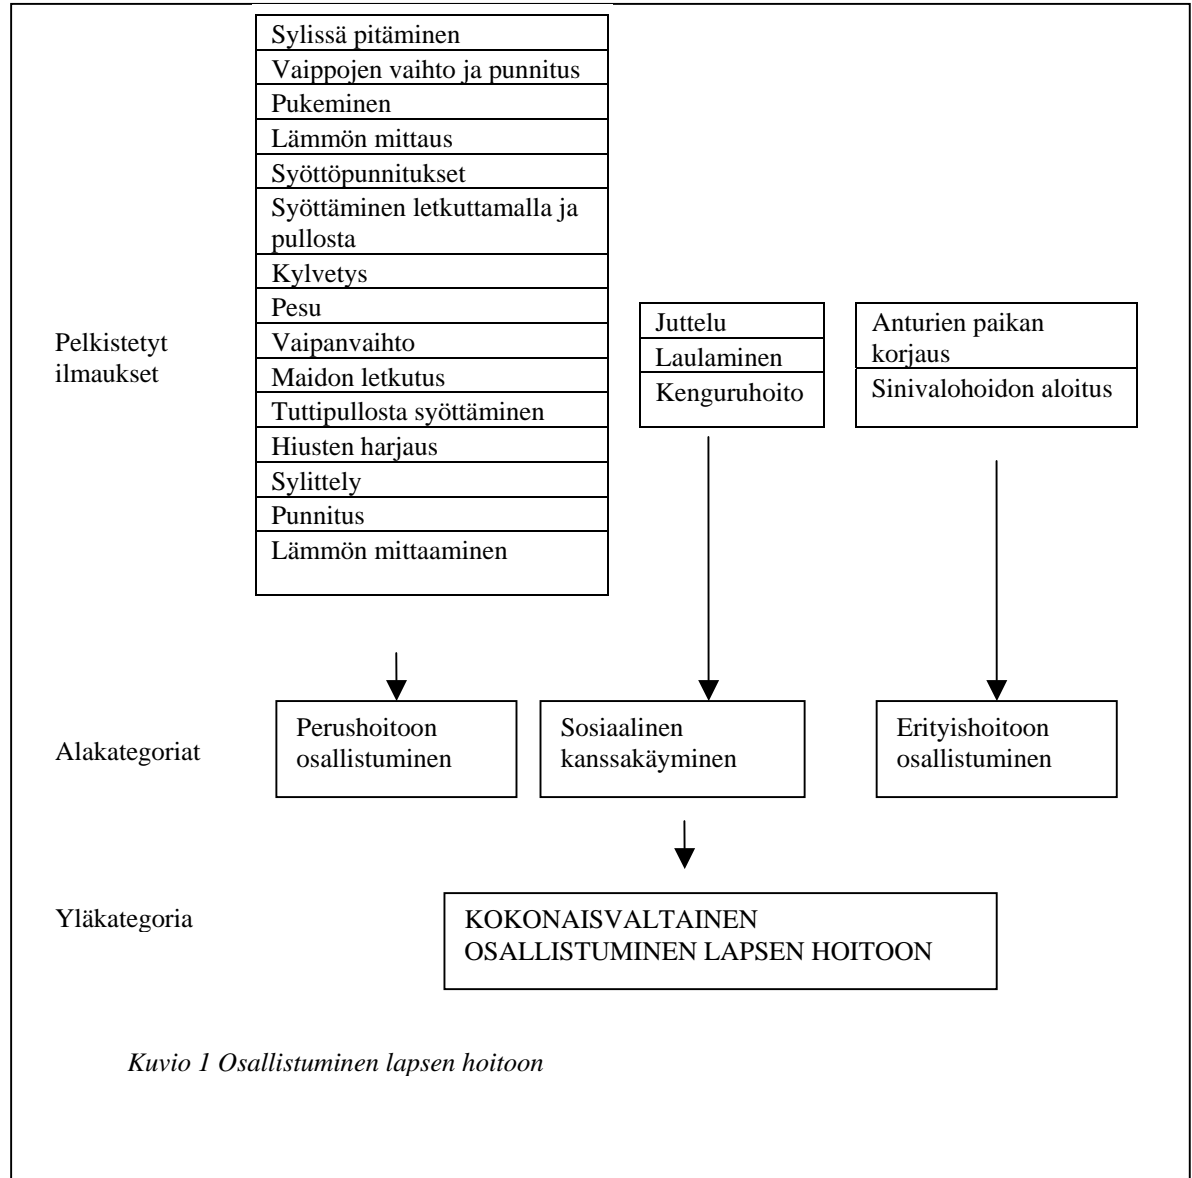 Pelkistetyt
ilmaukset
Sylissä pitäminen
Vaippojen vaihto ja punnitus
Pukeminen
Lämmön mittaus
Syöttöpunnitukset
Syöttäminen letkuttamalla ja
pullosta
Kylvetys
Pesu
Vaipanvaihto
Maidon letkutus
Tuttipullosta syöttäminen
Hiusten harjaus
Sylittely
Punnitus
Lämmön mittaaminen
Juttelu
Laulaminen
Kenguruhoito
Anturien paikan
korjaus
Sinivalohoidon aloitus
Alakategoriat
Perushoitoon
osallistuminen
Sosiaalinen
kanssakäyminen
Erityishoitoon
osallistuminen
Yläkategoria
KOKONAISVALTAINEN
OSALLISTUMINEN LAPSEN HOITOON
Kuvio 1 Osallistuminen lapsen hoitoon